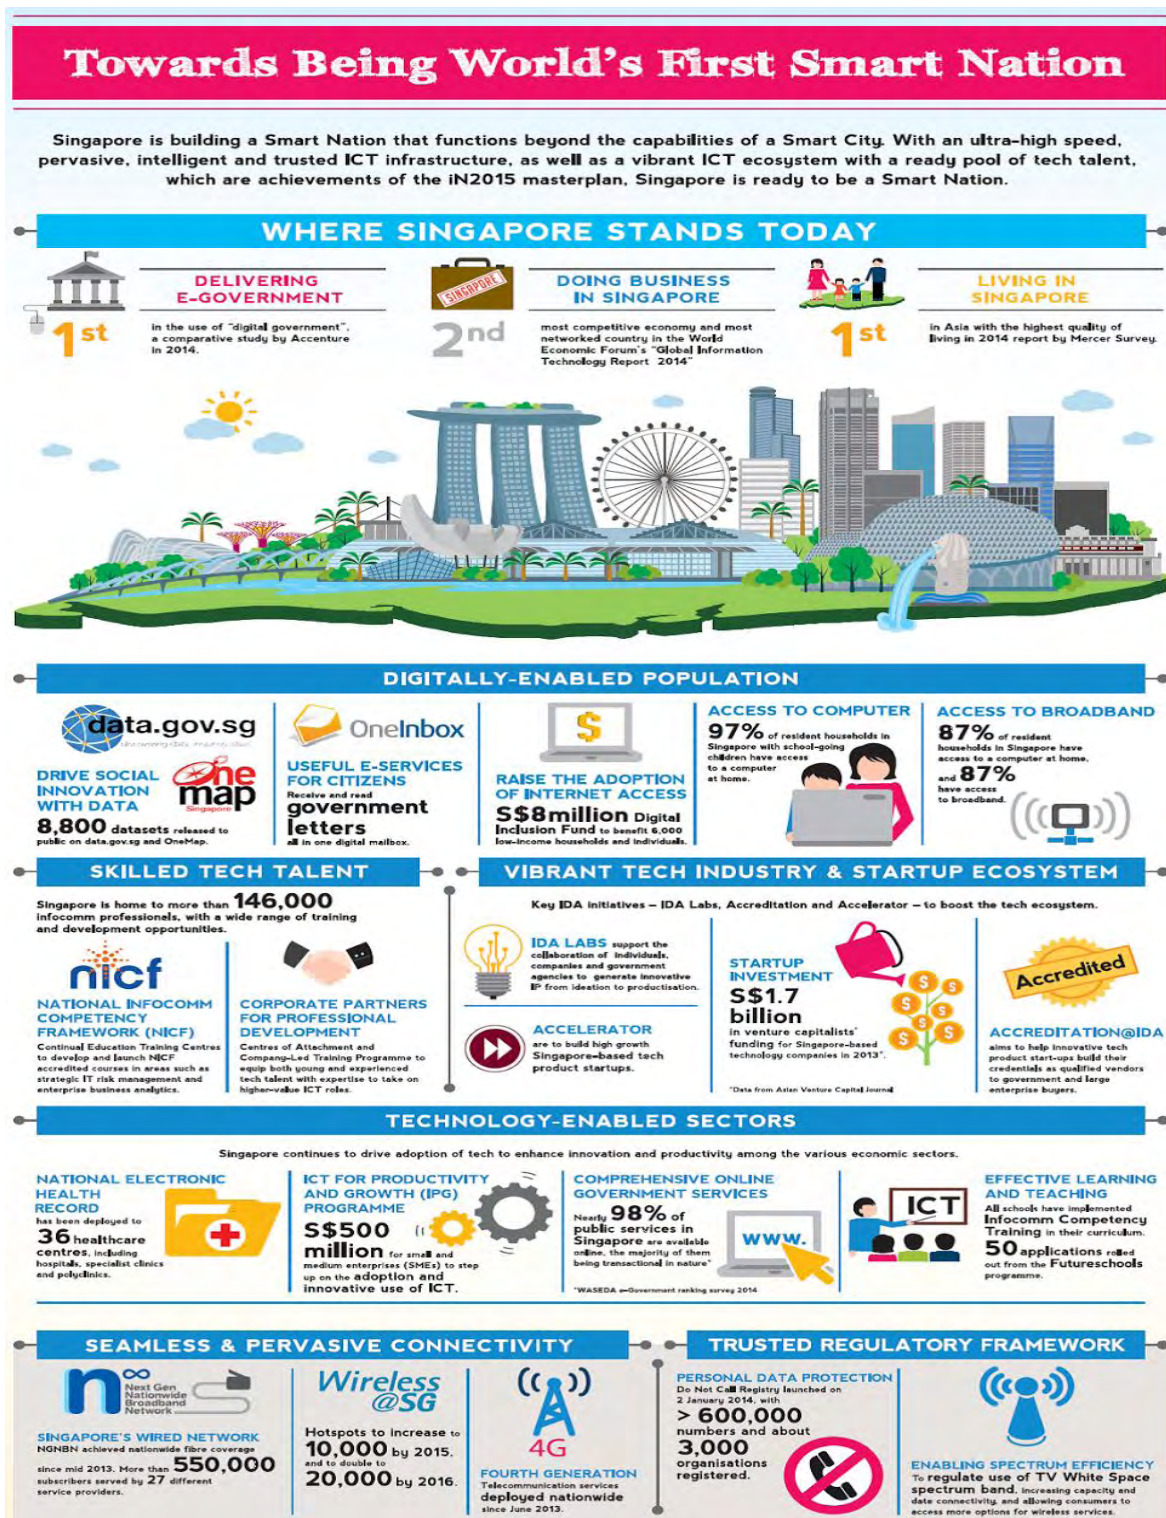 Towards Being World's First Smart Nation
Singapore is building a Smart Nation that functions beyond the capabilities of a Smart City. With an ultra-high speed,
pervasive, intelligent and trusted ICT infrastructure, as well as a vibrant ICT ecosystem with a ready pool of tech talent,
which are achievements of the iN2015 masterplan, Singapore is ready to be a Smart Nation.
WHERE SINGAPORE STANDS TODAY
DELIVERING
E-GOVERNMENT
1st
in the use of "digital government",
a comparative study by Accenture
in 2014.
SINGAPORE
DOING BUSINESS
IN SINGAPORE
2nd
most competitive economy and most
networked country in the World
Economic Forum's "Global Information
Technology Report 2014"
LIVING IN
SINGAPORE
1st
in Asia with the highest quality of
living in 2014 report by Mercer Survey.
DIGITALLY-ENABLED POPULATION
data.gov.sg
DRIVE SOCIAL
INNOVATION
WITH DATA
One
map
Singapore
8,800 datasets released to
public on data.gov.sg and OneMap.
OneInbox
USEFUL E-SERVICES
FOR CITIZENS
Receive and read
government
letters
all in one digital mailbox.
$
RAISE THE ADOPTION
OF INTERNET ACCESS
S$8million Digital
Inclusion Fund to benefit 6,000
low-income households and individuals.
ACCESS TO COMPUTER
97% of resident households in
Singapore with school-going
children have access
to a computer
at home.
ACCESS TO BROADBAND
87% of resident
households in Singapore have
access to a computer at home,
and 87%
have access
to broadband.
SKILLED TECH TALENT
Singapore is home to more than 146,000
infocomm professionals, with a wide range of training
and development opportunities.
nicf
NATIONAL INFOCOMM
COMPETENCY
FRAMEWORK (NICF)
Continual Education Training Centres
to develop and launch NICF
accredited courses in areas such as
strategic IT risk management and
enterprise business analytics.
CORPORATE PARTNERS
FOR PROFESSIONAL
DEVELOPMENT
Centres of Attachment and
Company-Led Training Programme to
equip both young and experienced
tech talent with expertise to take on
higher-value ICT roles.
VIBRANT TECH INDUSTRY & STARTUP ECOSYSTEM
Key IDA initiatives – IDA Labs, Accreditation and Accelerator – to boost the tech ecosystem.
IDA LABS support the
collaboration of individuals,
companies and government
agencies to generate innovative
IP from ideation to productisation.
ACCELERATOR
are to build high growth
Singapore-based tech
product startups.
STARTUP
INVESTMENT
S$1.7
billion
in venture capitalists'
funding for Singapore-based
technology companies in 2013*.
*Data from Asian Venture Capital Journal
$
$
$
$
$
$
$
Accredited
ACCREDITATION@IDA
aims to help innovative tech
product start-ups build their
credentials as qualified vendors
to government and large
enterprise buyers.
TECHNOLOGY-ENABLED SECTORS
Singapore continues to drive adoption of tech to enhance innovation and productivity among the various economic sectors.
NATIONAL ELECTRONIC
HEALTH
RECORD
has been deployed to
36 healthcare
centres, including
hospitals, specialist clinics
and polyclinics.
ICT FOR PRODUCTIVITY
AND GROWTH (IPG)
PROGRAMME
S$500
million for small and
medium enterprises (SMEs) to step
up on the adoption and
innovative use of ICT.
COMPREHENSIVE ONLINE
GOVERNMENT SERVICES
Nearly 98% of
public services in
Singapore are available
online, the majority of them
being transactional in nature*
*WASEDA e-Government ranking survey 2014
www.
ICT
EFFECTIVE LEARNING
AND TEACHING
All schools have implemented
Infocomm Competency
Training in their curriculum.
50 applications rolled
out from the Futureschools
programme.
SEAMLESS & PERVASIVE CONNECTIVITY
n∞
Next Gen
Nationwide
Broadband
Network
SINGAPORE'S WIRED NETWORK
NGNBN achieved nationwide fibre coverage
since mid 2013. More than 550,000
subscribers served by 27 different
service providers.
Wireless
@SG
Hotspots to increase to
10,000 by 2015.
and to double to
20,000 by 2016.
4G
FOURTH GENERATION
Telecommunication services
deployed nationwide
since June 2013.
TRUSTED REGULATORY FRAMEWORK
PERSONAL DATA PROTECTION
Do Not Call Registry launched on
2 January 2014, with
> 600,000
numbers and about
3,000
organisations
registered.
ENABLING SPECTRUM EFFICIENCY
To regulate use of TV White Space
spectrum band, increasing capacity and
data connectivity, and allowing consumers to
access more options for wireless services.